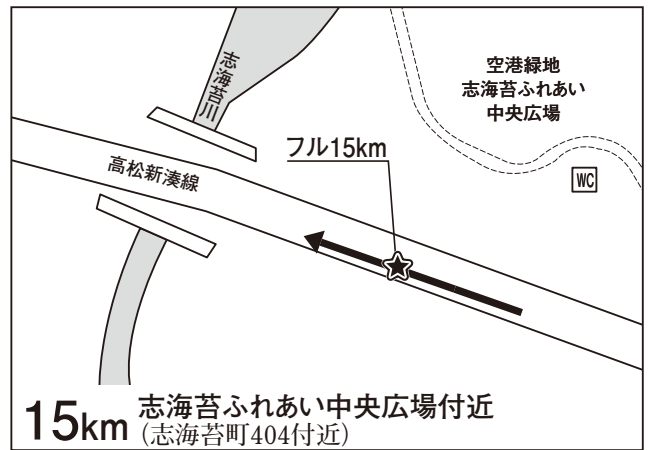 志海苔川
空港緑地
志海苔ふれあい
中央広場
フル15km
高松新湊線
WC
15km 志海苔ふれあい中央広場付近
(志海苔町404付近)